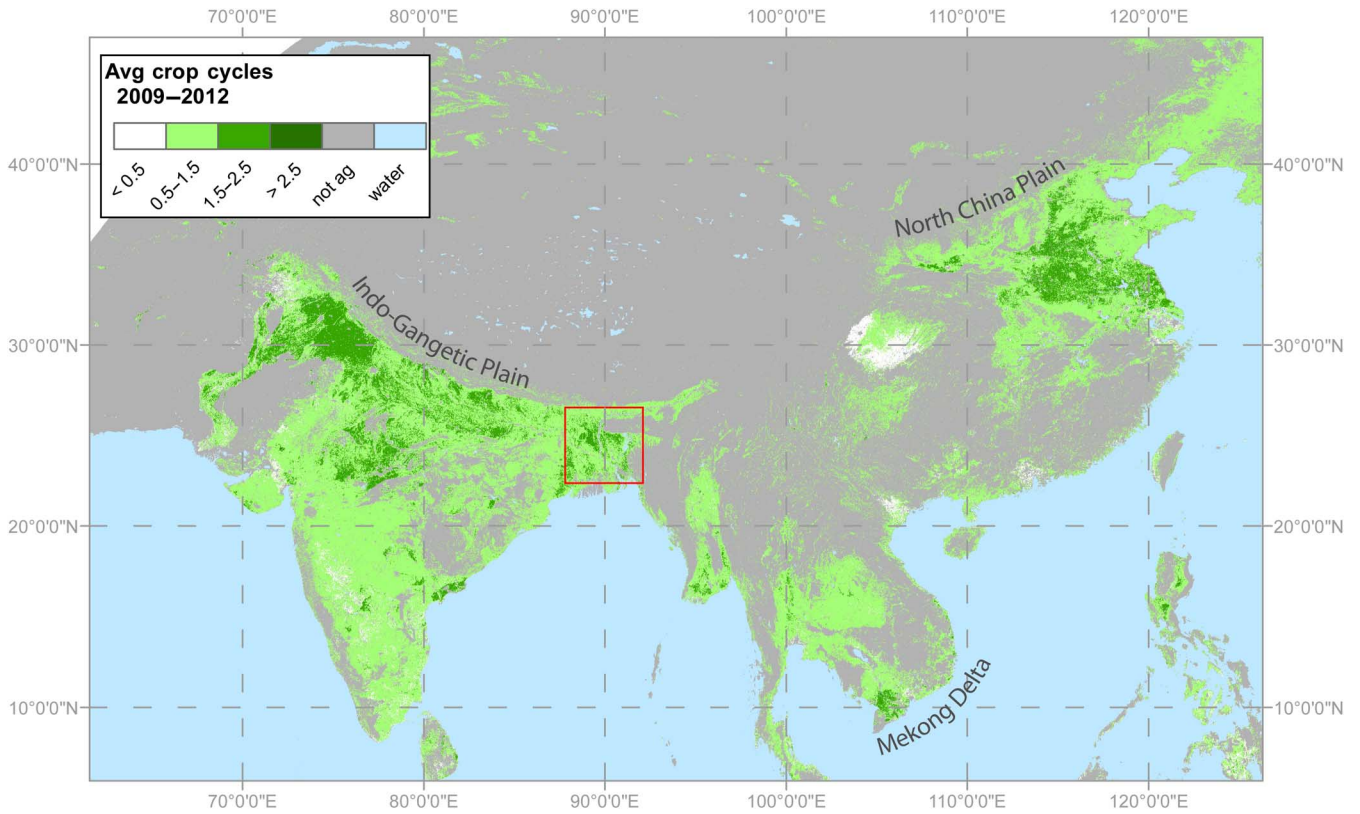 70°0'0"E 80°0'0"E 90°0'0"E 100°0'0"E 110°0'0"E 120°0'0"E
Avg crop cycles
2009–2012
< 0.5 0.5–1.5 1.5–2.5 > 2.5 not ag water
40°0'0"N 40°0'0"N
North China Plain
Indo-Gangetic Plain
30°0'0"N 30°0'0"N
20°0'0"N 20°0'0"N
Mekong Delta
10°0'0"N 10°0'0"N
70°0'0"E 80°0'0"E 90°0'0"E 100°0'0"E 110°0'0"E 120°0'0"E